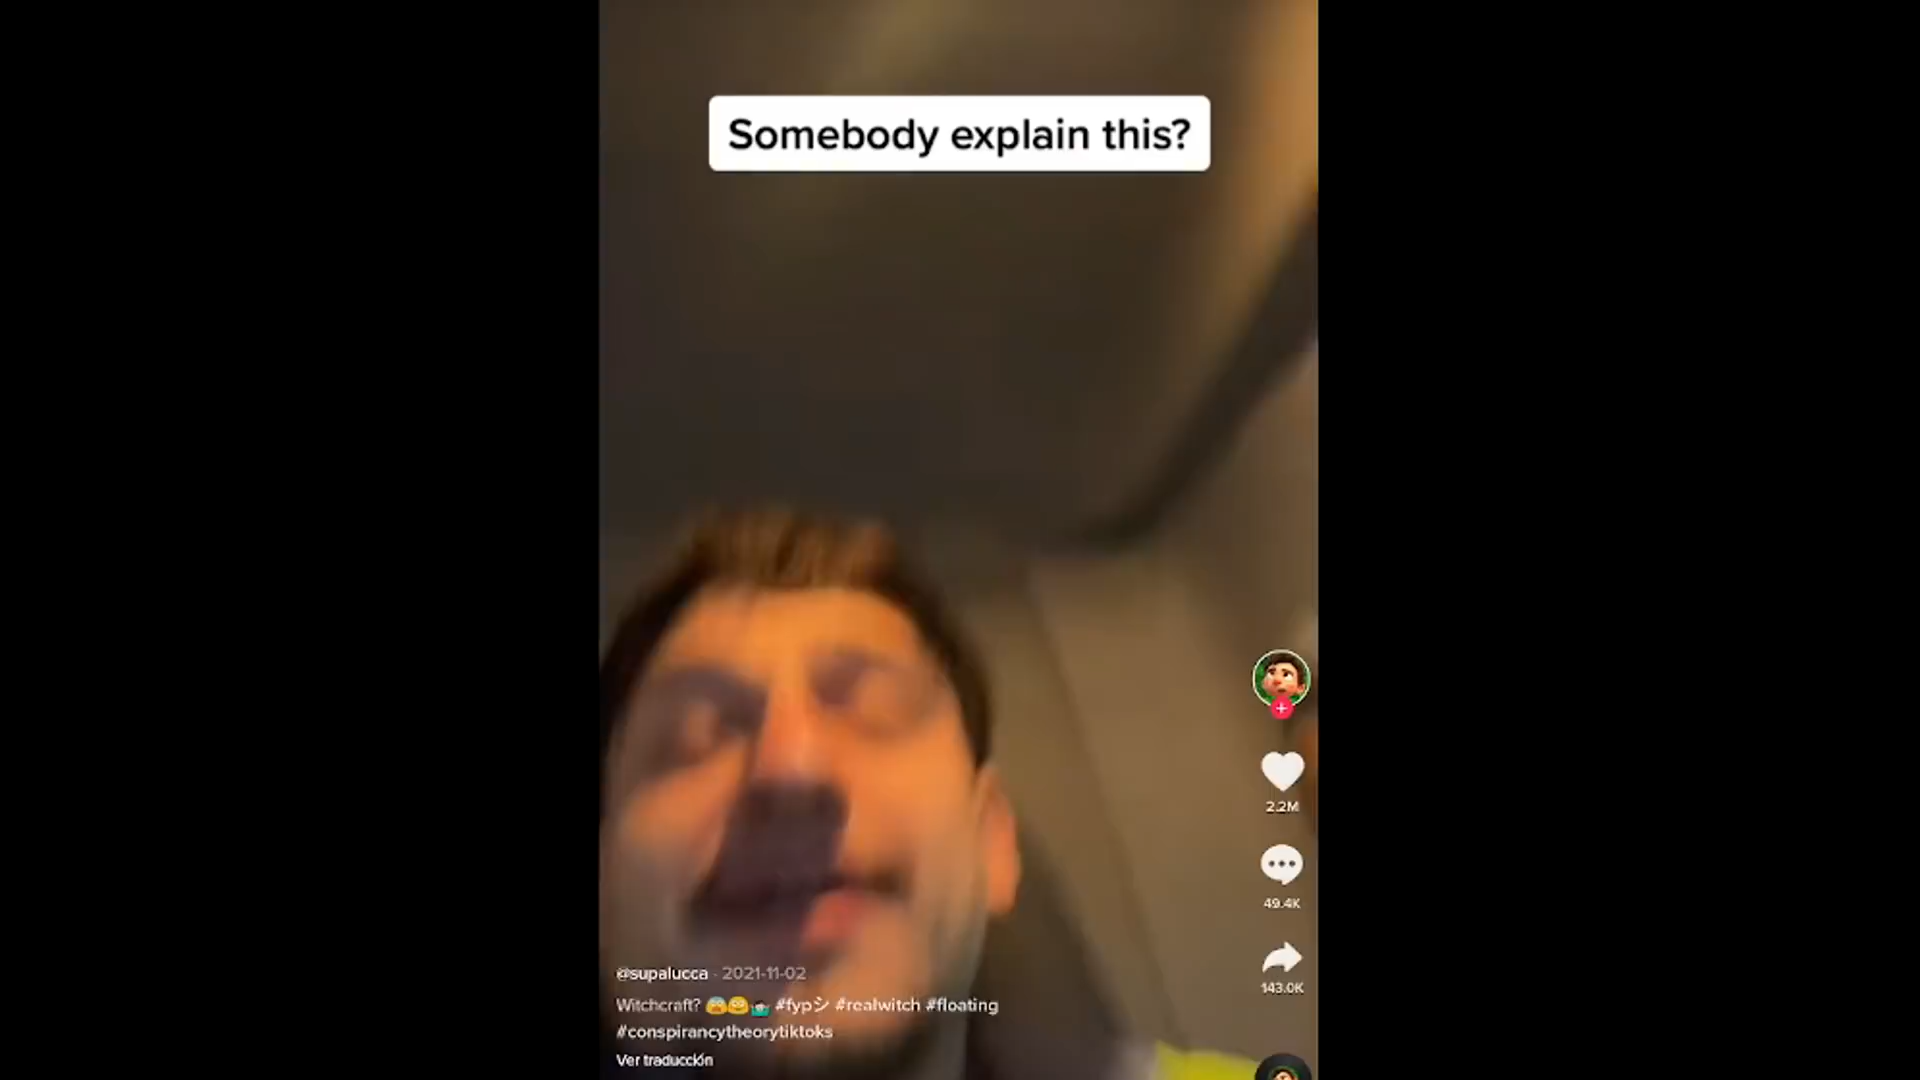 Somebody explain this?
2.2M
49.4K
143.0K
@supalucca · 2021-11-02
Witchcraft? 😨🫠🤷🏻‍♂️ #fypシ #realwitch #floating
#conspirancytheorytiktoks
Ver traducción